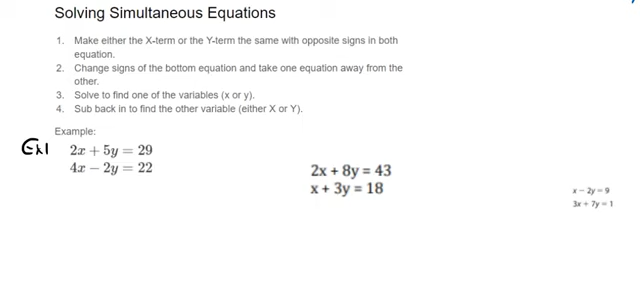 Solving Simultaneous Equations
1. Make either the X-term or the Y-term the same with opposite signs in both
equation.
2. Change signs of the bottom equation and take one equation away from the
other.
3. Solve to find one of the variables (x or y).
4. Sub back in to find the other variable (either X or Y).
Example:
Ex1
2x + 5y = 29
4x − 2y = 22
2x + 8y = 43
x + 3y = 18
x − 2y = 9
3x + 7y = 1